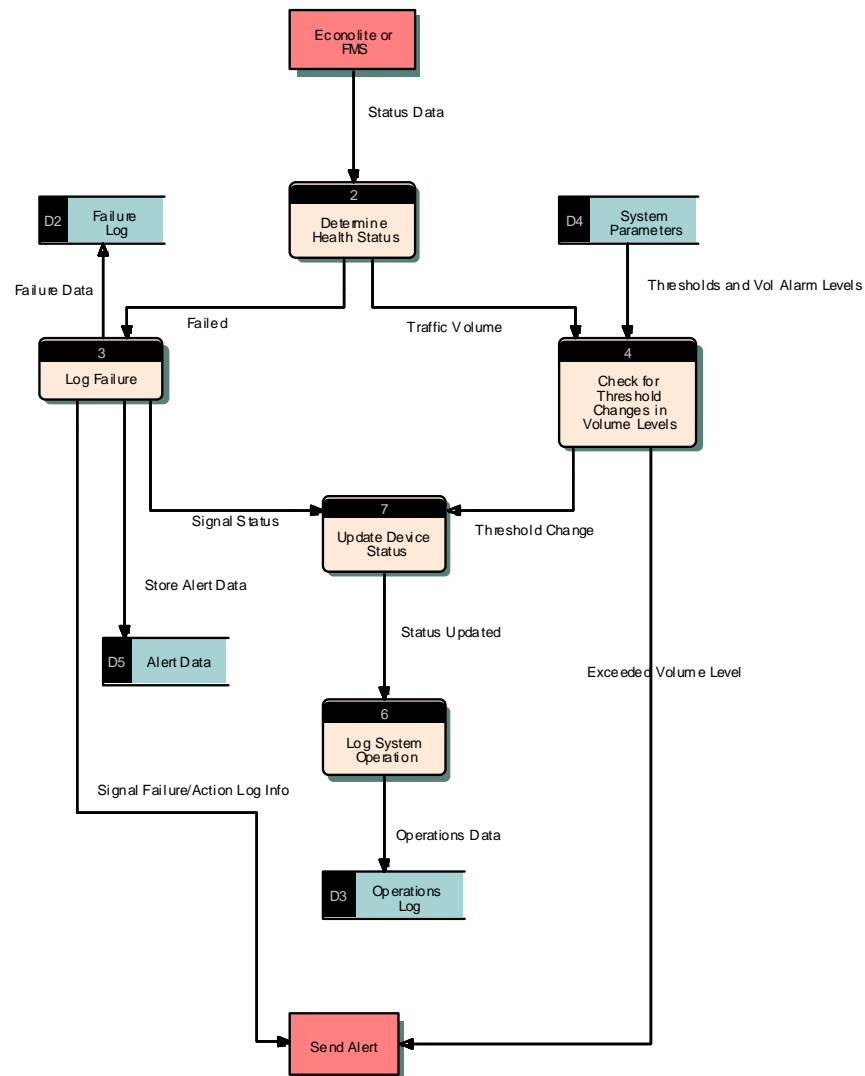 Econolite or
FMS
Status Data
2
Determine
Health Status
D2
Failure
Log
D4
System
Parameters
Failure Data
Thresholds and Vol Alarm Levels
Failed
Traffic Volume
3
Log Failure
4
Check for
Threshold
Changes in
Volume Levels
Signal Status
7
Update Device
Status
Threshold Change
Store Alert Data
Status Updated
D5
Alert Data
Exceeded Volume Level
6
Log System
Operation
Signal Failure/Action Log Info
Operations Data
D3
Operations
Log
Send Alert